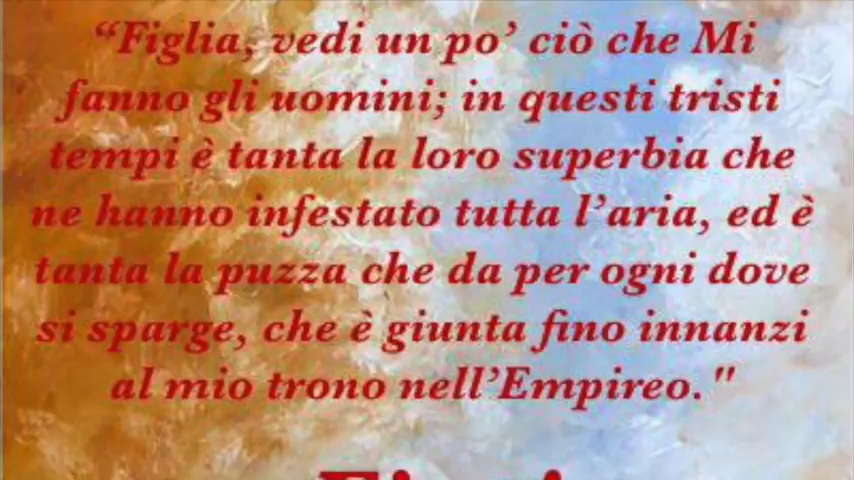 “Figlia, vedi un po’ ciò che Mi
fanno gli uomini; in questi tristi
tempi è tanta la loro superbia che
ne hanno infestato tutta l’aria, ed è
tanta la puzza che da per ogni dove
si sparge, che è giunta fino innanzi
al mio trono nell’Empireo."